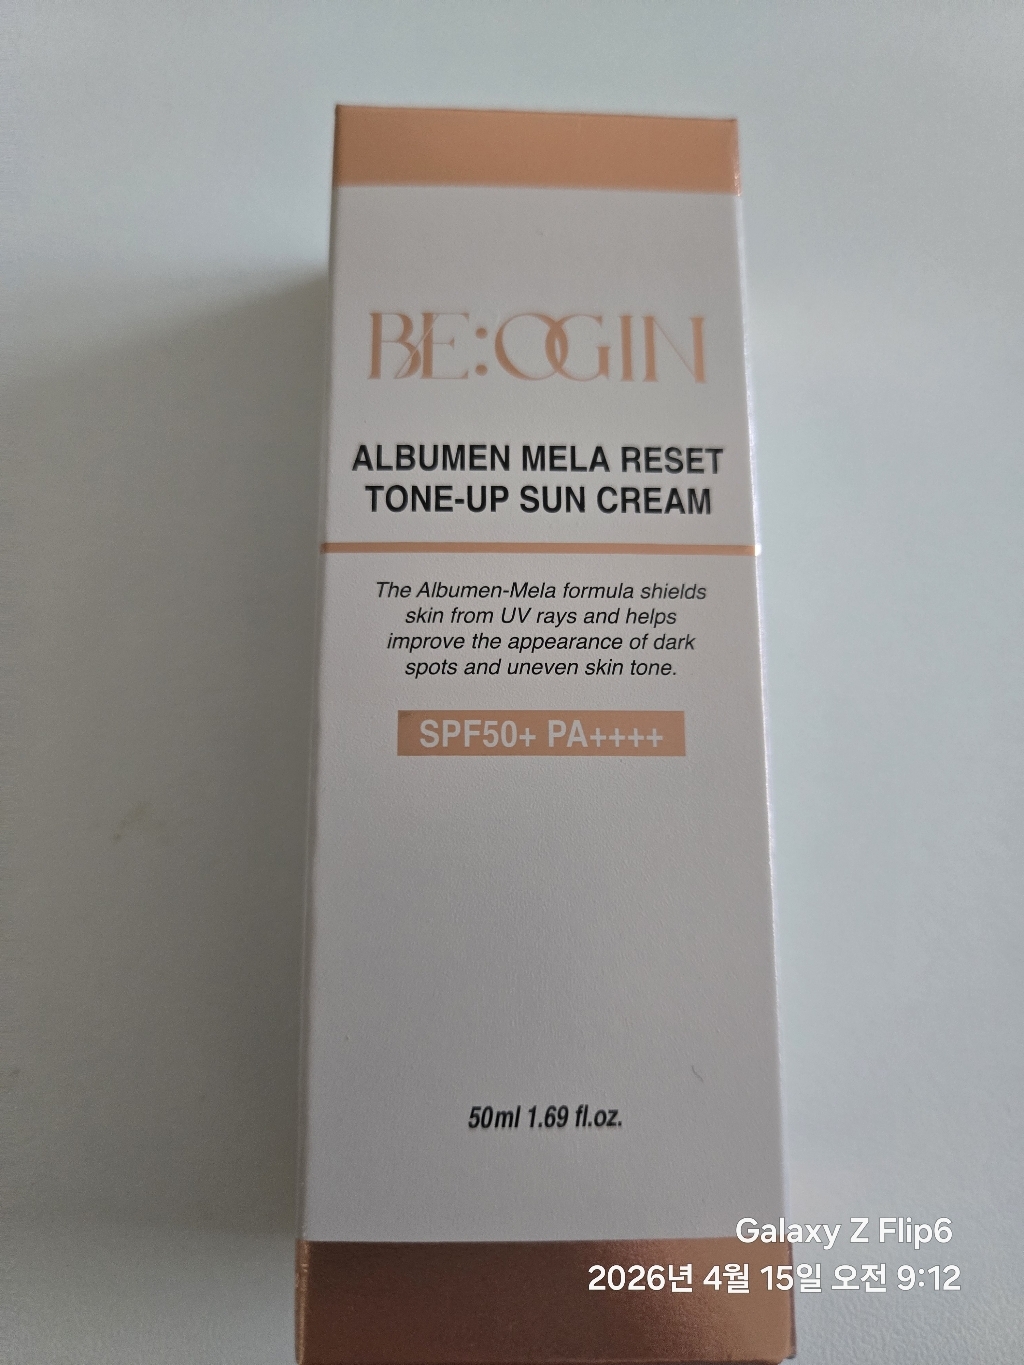 BE:OGIN
ALBUMEN MELA RESET
TONE-UP SUN CREAM
The Albumen-Mela formula shields
skin from UV rays and helps
improve the appearance of dark
spots and uneven skin tone.
SPF50+ PA++++
50ml 1.69 fl.oz.
Galaxy Z Flip6
2026년 4월 15일 오전 9:12